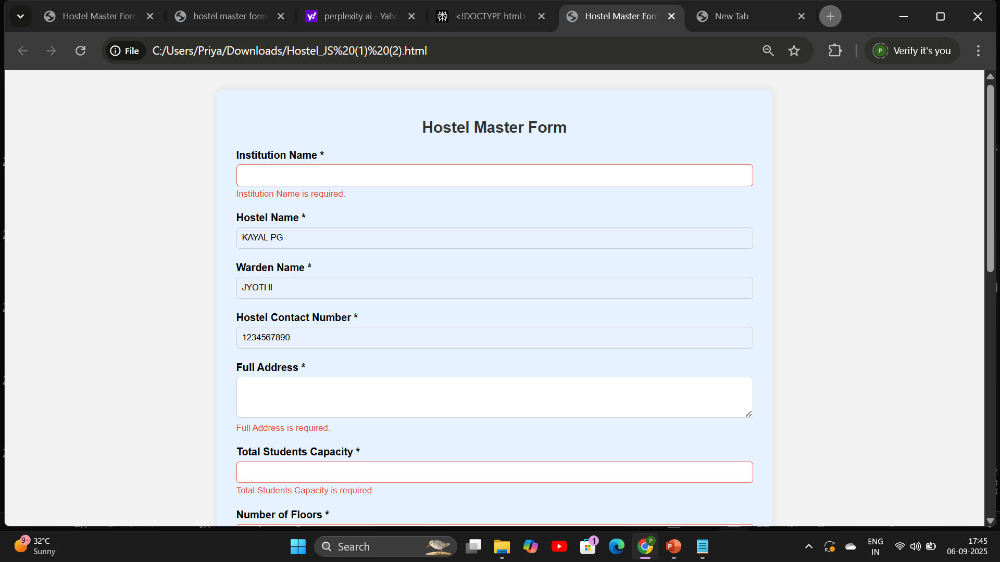 Hostel Master Forn
hostel master form
perplexity ai - Yaho
<!DOCTYPE html>
Hostel Master Forn
New Tab
File
C:/Users/Priya/Downloads/Hostel_JS%20(1)%20(2).html
P
Verify it's you
Hostel Master Form
Institution Name *
Institution Name is required.
Hostel Name *
KAYAL PG
Warden Name *
JYOTHI
Hostel Contact Number *
1234567890
Full Address *
Full Address is required.
Total Students Capacity *
Total Students Capacity is required.
Number of Floors *
9+
32°C
Sunny
Search
1
P
P
ENG
IN
17:45
06-09-2025